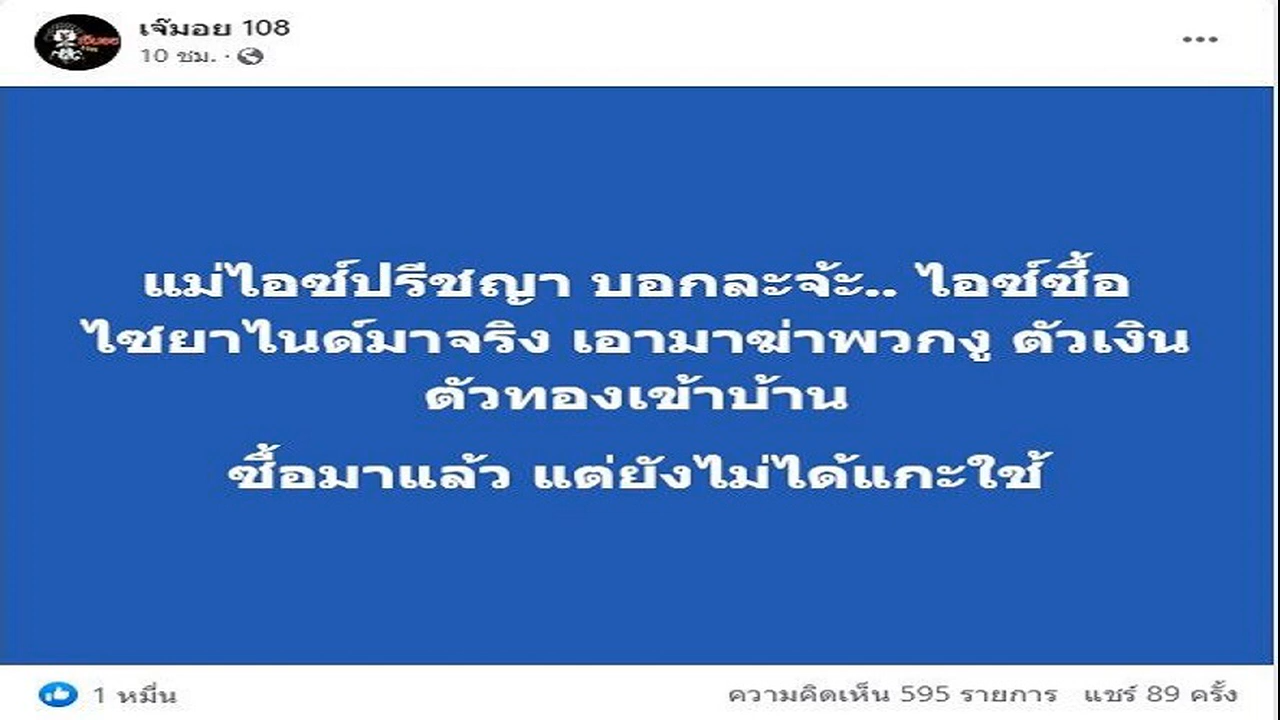 เจ๊มอย 108
10 ชม. ·
แม่ไอซ์ปรีชญา บอกละจ้ะ.. ไอซ์ซื้อ
ไซยาไนด์มาจริง เอามาฆ่าพวกงู ตัวเงิน
ตัวทองเข้าบ้าน
ซื้อมาแล้ว แต่ยังไม่ได้แกะใช้
1 หมื่น
ความคิดเห็น 595 รายการ แชร์ 89 ครั้ง